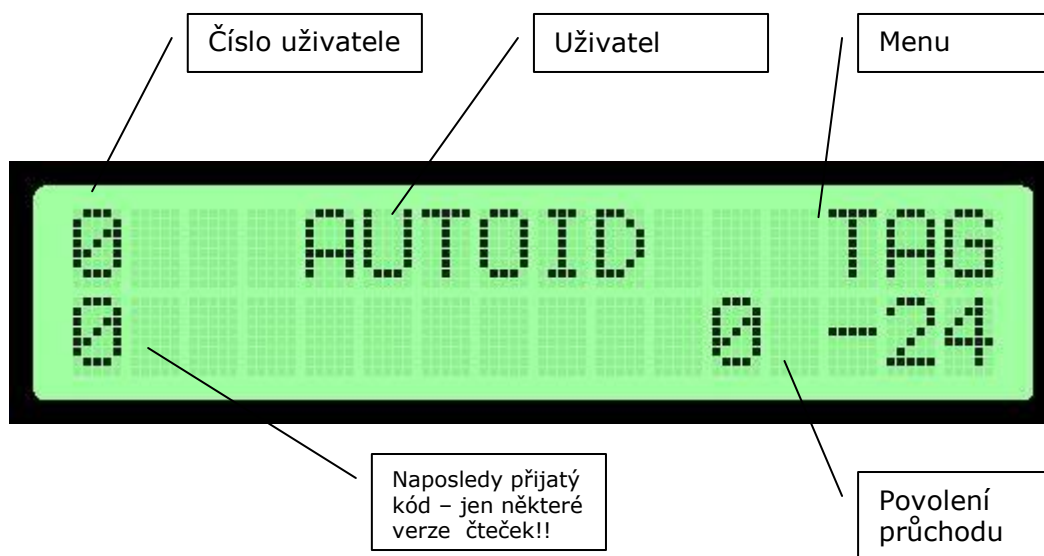 Číslo uživatele
Uživatel
Menu
0 AUTOID TAG
0 0 -24
Naposledy přijatý
kód – jen některé
verze čteček!!
Povolení
průchodu